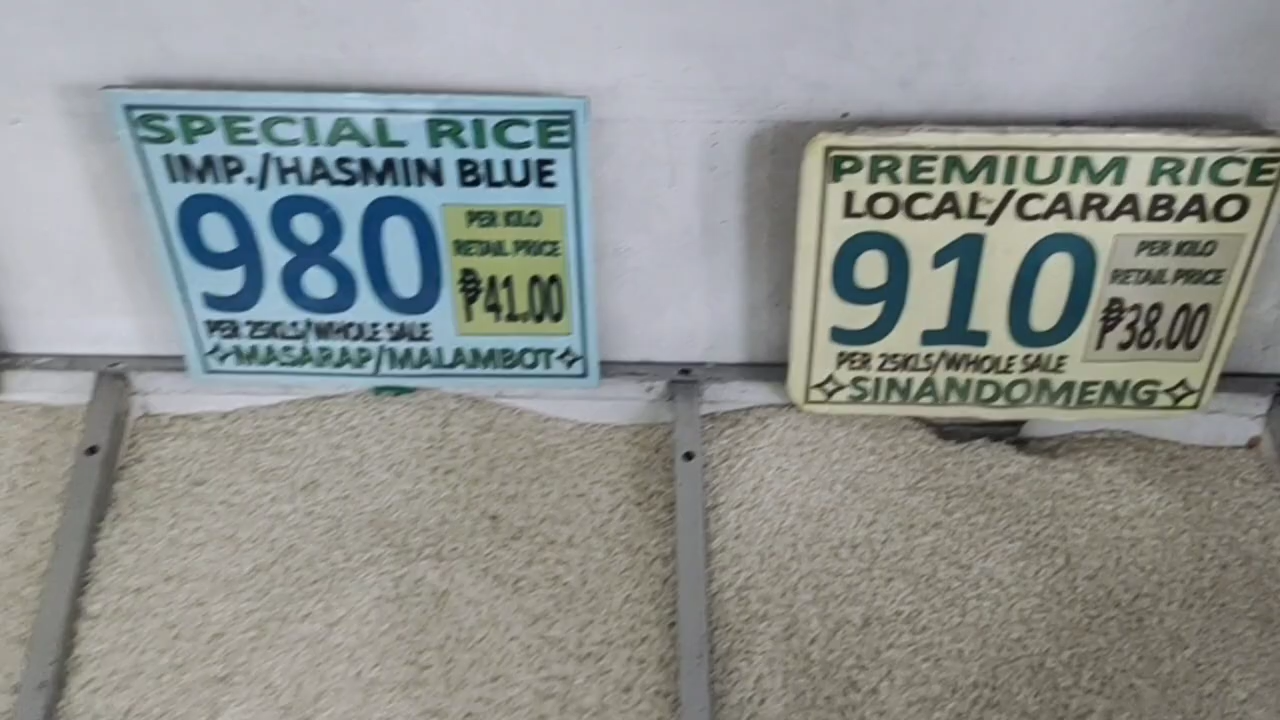 SPECIAL RICE
IMP./HASMIN BLUE
980
PER KILO
RETAIL PRICE
₱41.00
PER 25KLS/WHOLE SALE
✧MASARAP/MALAMBOT✧
PREMIUM RICE
LOCAL/CARABAO
910
PER KILO
RETAIL PRICE
₱38.00
PER 25KLS/WHOLE SALE
✧SINANDOMENG✧